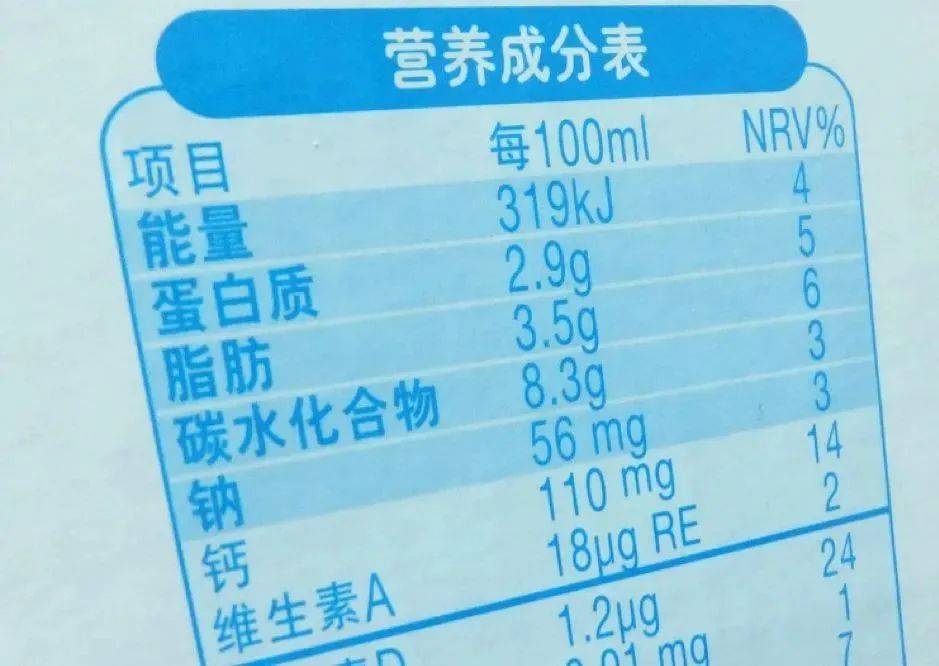 营养成分表
项目 每100ml NRV%
能量 319kJ 4
蛋白质 2.9g 5
脂肪 3.5g 6
碳水化合物 8.3g 3
钠 56 mg 3
钙 110 mg 14
维生素A 18μg RE 2
素D 1.2μg 24
mg 1
7